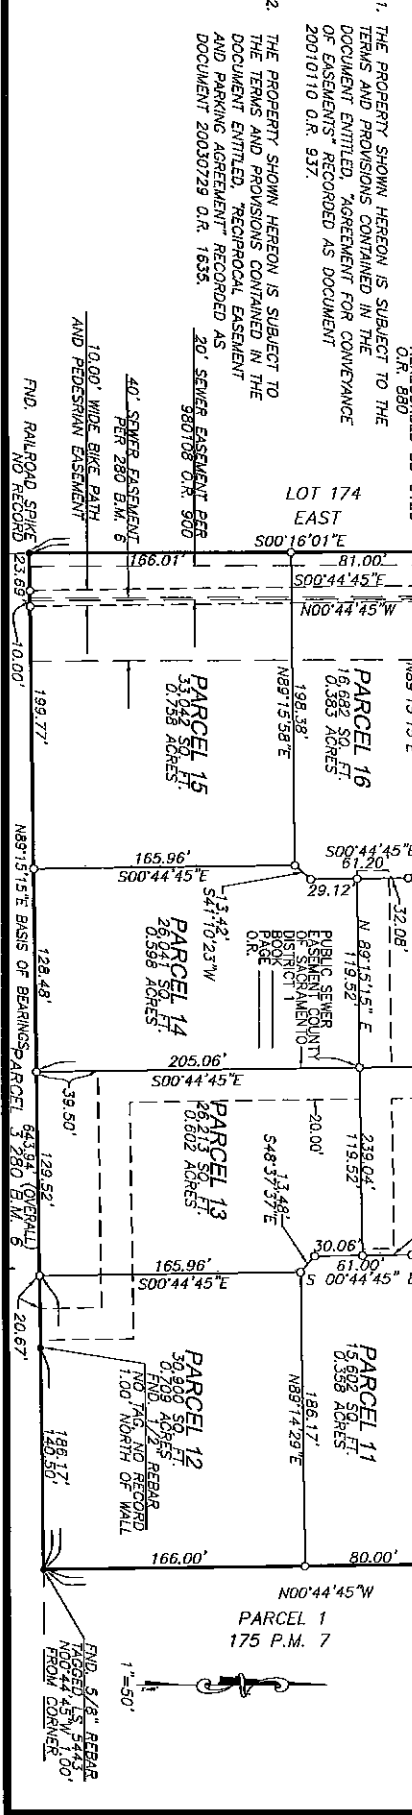 O.R. 880
1. THE PROPERTY SHOWN HEREON IS SUBJECT TO THE
TERMS AND PROVISIONS CONTAINED IN THE
DOCUMENT ENTITLED, "AGREEMENT FOR CONVEYANCE
OF EASEMENTS" RECORDED AS DOCUMENT
20010110 O.R. 937.
2. THE PROPERTY SHOWN HEREON IS SUBJECT TO
THE TERMS AND PROVISIONS CONTAINED IN THE
DOCUMENT ENTITLED, "RECIPROCAL EASEMENT
AND PARKING AGREEMENT" RECORDED AS
DOCUMENT 20030729 O.R. 1635.
20' SEWER EASEMENT PER
980108 O.R. 900
40' SEWER EASEMENT
PER 280 B.M. 6
10.00' WIDE BIKE PATH
AND PEDESRIAN EASEMENT
FND. RAILROAD SPIKE
NO RECORD
LOT 174
EAST
S00°16'01"E
166.01'
81.00'
S00°44'45"E
N00°44'45"W
23.69'
10.00'
PARCEL 16
16,682 SQ. FT.
0.383 ACRES
198.38'
N89°15'58"E
PARCEL 15
33,042 SQ. FT.
0.758 ACRES
199.77'
165.96'
S00°44'45"E
S00°44'45"E
61.20'
29.12'
32.08'
13.42'
S41°10'23"W
PUBLIC SEWER
EASEMENT COUNTY
OF SACRAMENTO
DISTRICT 1
BOOK
PAGE
O.R.
N 89°15'15" E
119.52'
PARCEL 14
26,041 SQ. FT.
0.598 ACRES
N89°15'15"E BASIS OF BEARINGS
128.48'
205.06'
S00°44'45"E
39.50'
239.04'
119.52'
20.00'
13.48'
S48°37'37"E
PARCEL 13
26,213 SQ. FT.
0.602 ACRES
129.52'
643.94' (OVERALL)
PARCEL 3 280 B.M. 6
30.06'
61.00'
S 00°44'45" E
165.96'
S00°44'45"E
20.67'
PARCEL 11
15,602 SQ. FT.
0.358 ACRES
186.17'
N89°14'29"E
PARCEL 12
30,900 SQ. FT.
0.709 ACRES
FND. 1/2" REBAR
NO TAG, NO RECORD
1.00' NORTH OF WALL
186.17'
140.50'
166.00'
80.00'
N00°44'45"W
PARCEL 1
175 P.M. 7
1"=50'
FND. 5/8" REBAR
TAGGED LS 5443
N00°44'45"W 1.00'
FROM CORNER